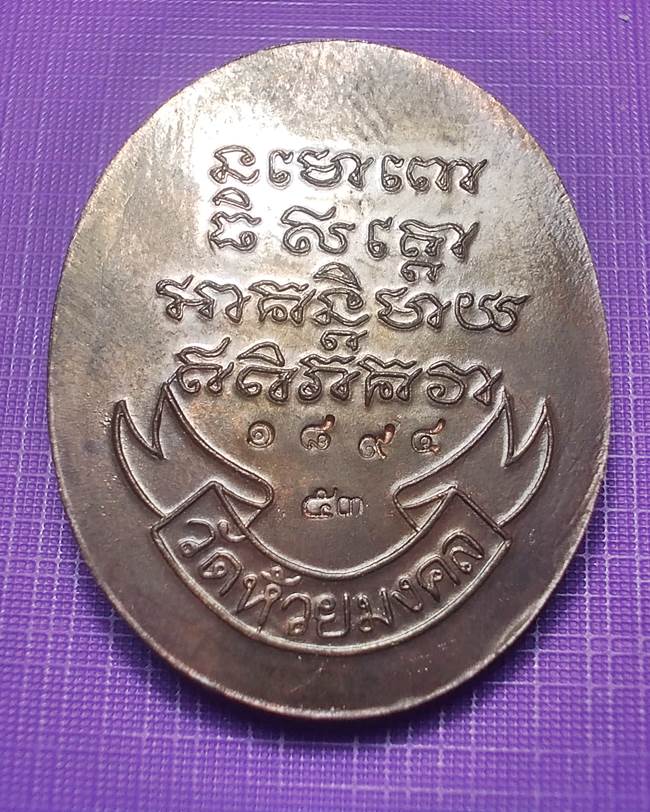 នមោពោ
ធិសត្តោ
អាគន្តិមាយ
ឥតិភគវា
๑๘๙๔
๕๓
วัดห้วยมงคล